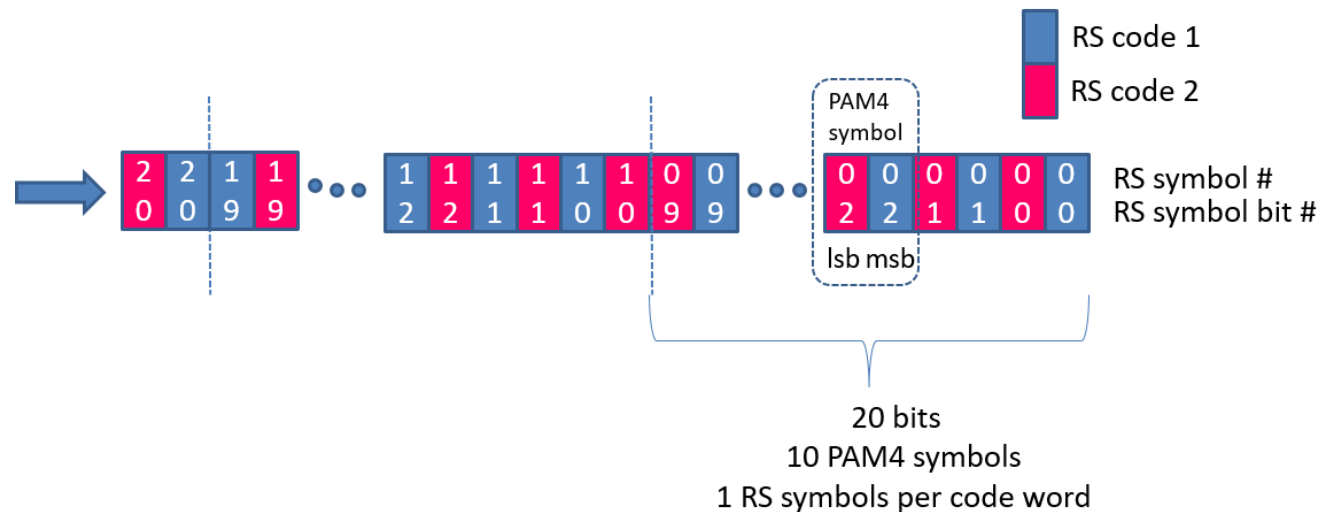 RS code 1
RS code 2
PAM4
symbol
2 2 1 1 1 1 1 1 1 1 0 0 0 0 0 0 0 0
RS symbol #
0 0 9 9 2 2 1 1 0 0 9 9 2 2 1 1 0 0
RS symbol bit #
lsb msb
20 bits
10 PAM4 symbols
1 RS symbols per code word